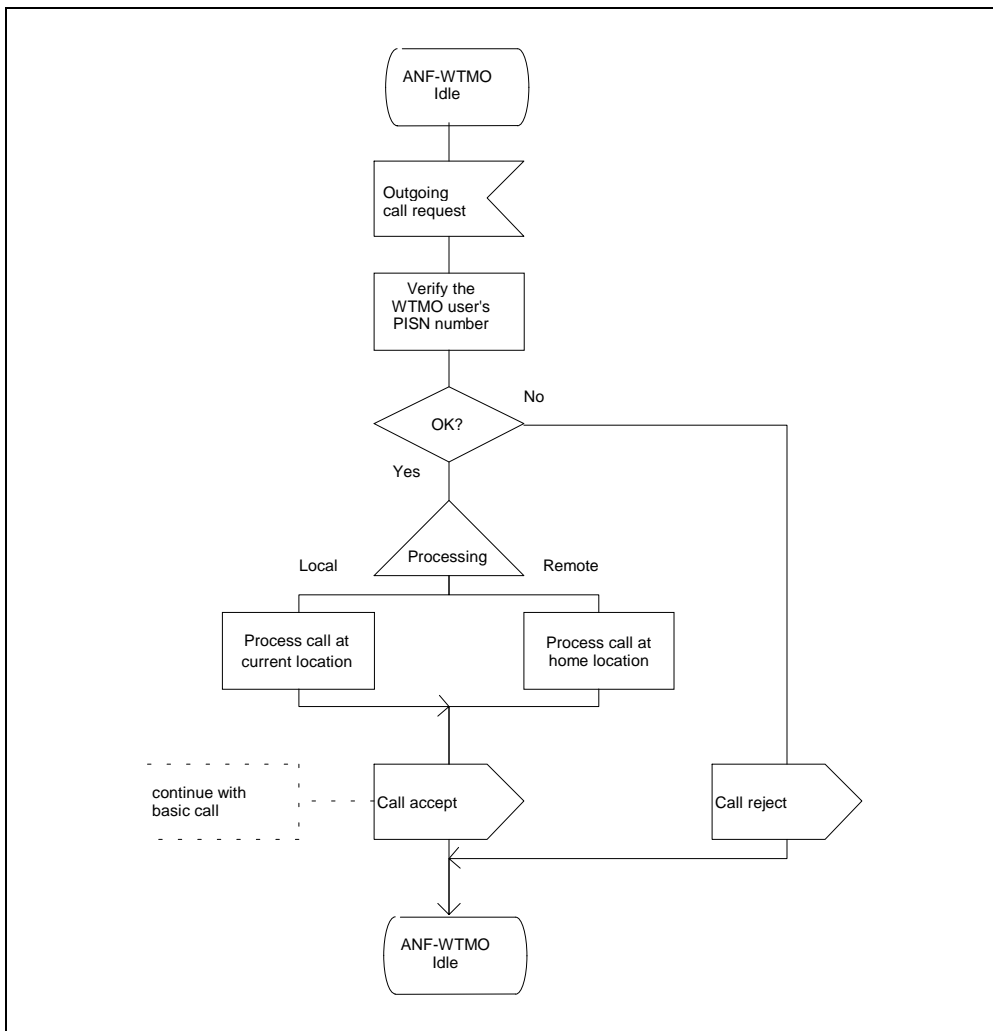 ANF-WTMO
Idle
Outgoing
call request
Verify the
WTMO user's
PISN number
No
OK?
Yes
Processing
Local
Remote
Process call at
current location
Process call at
home location
continue with
basic call
Call accept
Call reject
ANF-WTMO
Idle